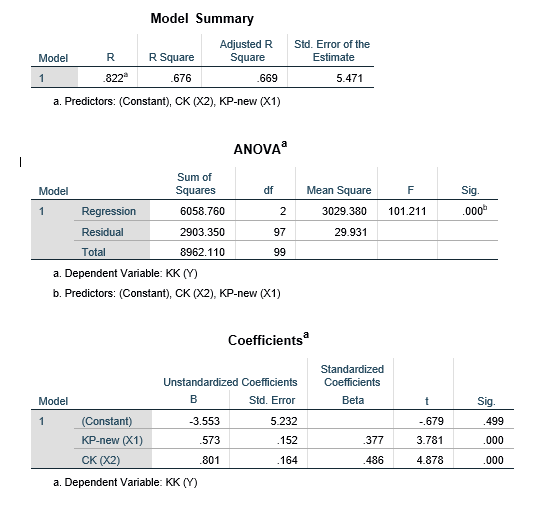 Model Summary
Model R R Square Adjusted R Square Std. Error of the Estimate
1 .822a .676 .669 5.471
a. Predictors: (Constant), CK (X2), KP-new (X1)
ANOVAa
Model Sum of Squares df Mean Square F Sig.
1 Regression 6058.760 2 3029.380 101.211 .000b
Residual 2903.350 97 29.931
Total 8962.110 99
a. Dependent Variable: KK (Y)
b. Predictors: (Constant), CK (X2), KP-new (X1)
Coefficientsa
Unstandardized Coefficients Standardized Coefficients
Model B Std. Error Beta t Sig.
1 (Constant) -3.553 5.232 -.679 .499
KP-new (X1) .573 .152 .377 3.781 .000
CK (X2) .801 .164 .486 4.878 .000
a. Dependent Variable: KK (Y)